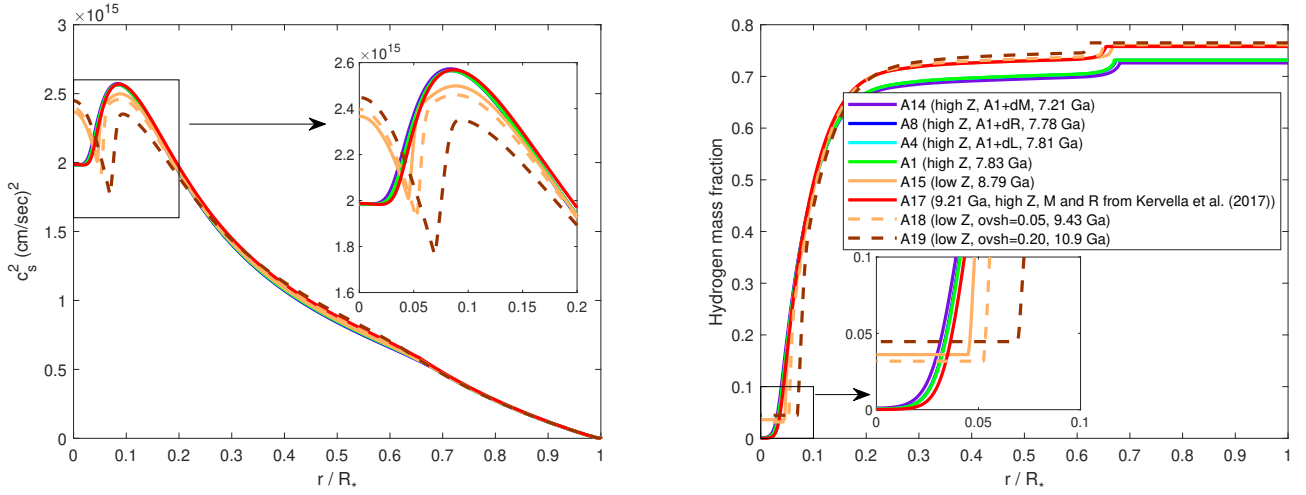 ×10^15
3
2.5
2
1.5
1
0.5
0
c_s^2 (cm/sec)^2
0 0.1 0.2 0.3 0.4 0.5 0.6 0.7 0.8 0.9 1
r / R_*
×10^15
2.6
2.4
2.2
2
1.8
1.6
0 0.05 0.1 0.15 0.2
0.8
0.7
0.6
0.5
0.4
0.3
0.2
0.1
0
Hydrogen mass fraction
0 0.1 0.2 0.3 0.4 0.5 0.6 0.7 0.8 0.9 1
r / R_*
A14 (high Z, A1+dM, 7.21 Ga)
A8 (high Z, A1+dR, 7.78 Ga)
A4 (high Z, A1+dL, 7.81 Ga)
A1 (high Z, 7.83 Ga)
A15 (low Z, 8.79 Ga)
A17 (9.21 Ga, high Z, M and R from Kervella et al. (2017))
A18 (low Z, ovsh=0.05, 9.43 Ga)
A19 (low Z, ovsh=0.20, 10.9 Ga)
0.1
0.05
0
0 0.05 0.1